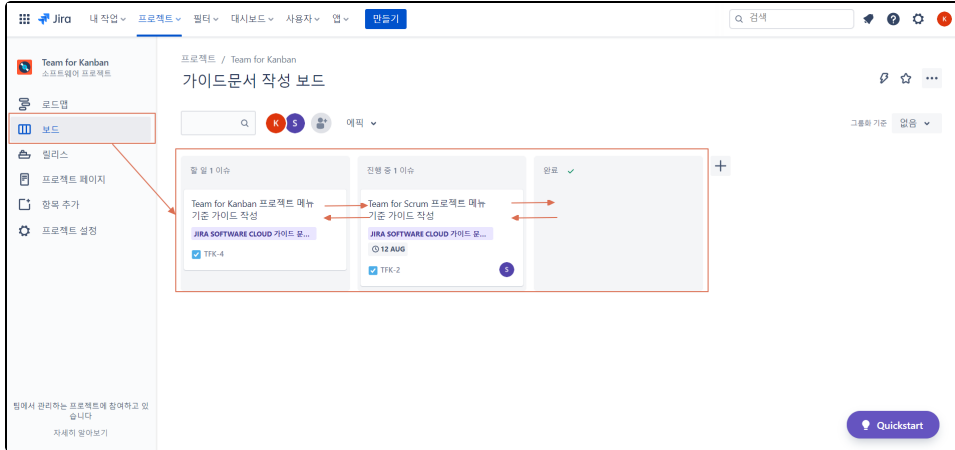 Jira 내 작업 프로젝트 필터 대시보드 사용자 앱 만들기 검색 K
Team for Kanban
소프트웨어 프로젝트
로드맵
보드
릴리스
프로젝트 페이지
항목 추가
프로젝트 설정
팀에서 관리하는 프로젝트에 참여하고 있
습니다
자세히 알아보기
프로젝트 / Team for Kanban
가이드문서 작성 보드
K S 에픽 그룹화 기준 없음
할 일 1 이슈
Team for Kanban 프로젝트 메뉴
기준 가이드 작성
JIRA SOFTWARE CLOUD 가이드 문...
TFK-4
진행 중 1 이슈
Team for Scrum 프로젝트 메뉴
기준 가이드 작성
JIRA SOFTWARE CLOUD 가이드 문...
12 AUG
TFK-2 S
완료
Quickstart